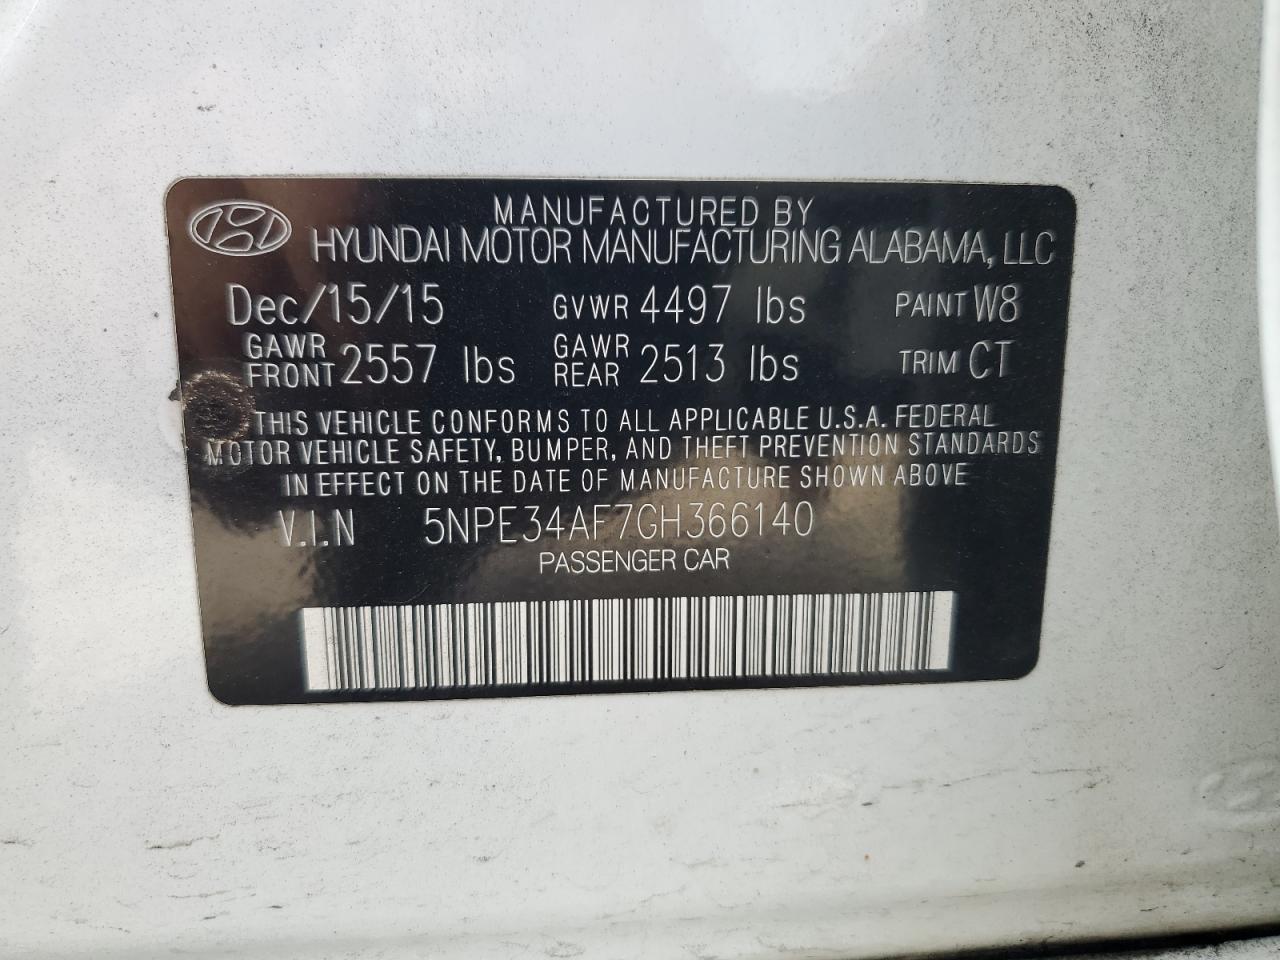 MANUFACTURED BY
HYUNDAI MOTOR MANUFACTURING ALABAMA, LLC
Dec/15/15 GVWR 4497 lbs PAINT W8
GAWR FRONT 2557 lbs GAWR REAR 2513 lbs TRIM CT
THIS VEHICLE CONFORMS TO ALL APPLICABLE U.S.A. FEDERAL
MOTOR VEHICLE SAFETY, BUMPER, AND THEFT PREVENTION STANDARDS
IN EFFECT ON THE DATE OF MANUFACTURE SHOWN ABOVE
V.I.N 5NPE34AF7GH366140
PASSENGER CAR